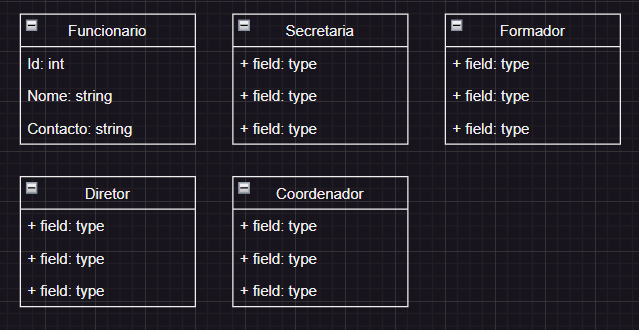 Funcionario
Id: int
Nome: string
Contacto: string
Secretaria
+ field: type
+ field: type
+ field: type
Formador
+ field: type
+ field: type
+ field: type
Diretor
+ field: type
+ field: type
+ field: type
Coordenador
+ field: type
+ field: type
+ field: type